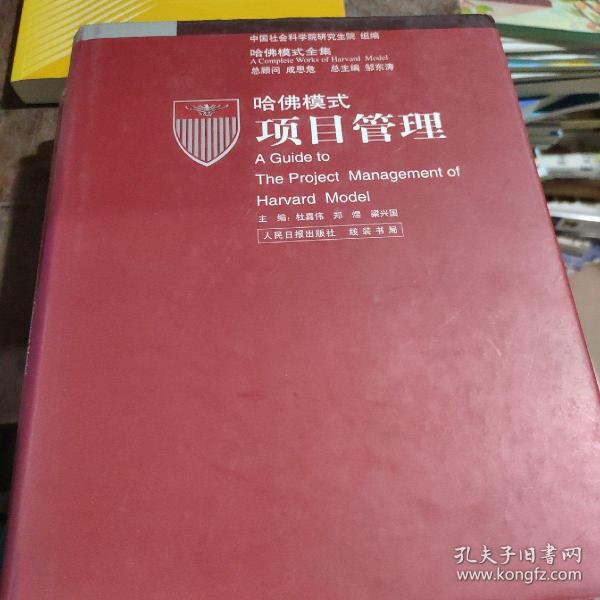 中国社会科学院研究生院 组编
哈佛模式全集
A Complete Works of Harvard Model
总顾问 成思危 总主编 邹东涛
哈佛模式
项目管理
A Guide to
The Project Management of
Harvard Model
主 编：杜嘉伟 郑 煜 梁兴国
人民日报出版社 线装书局
孔夫子旧书网
www.kongfz.com